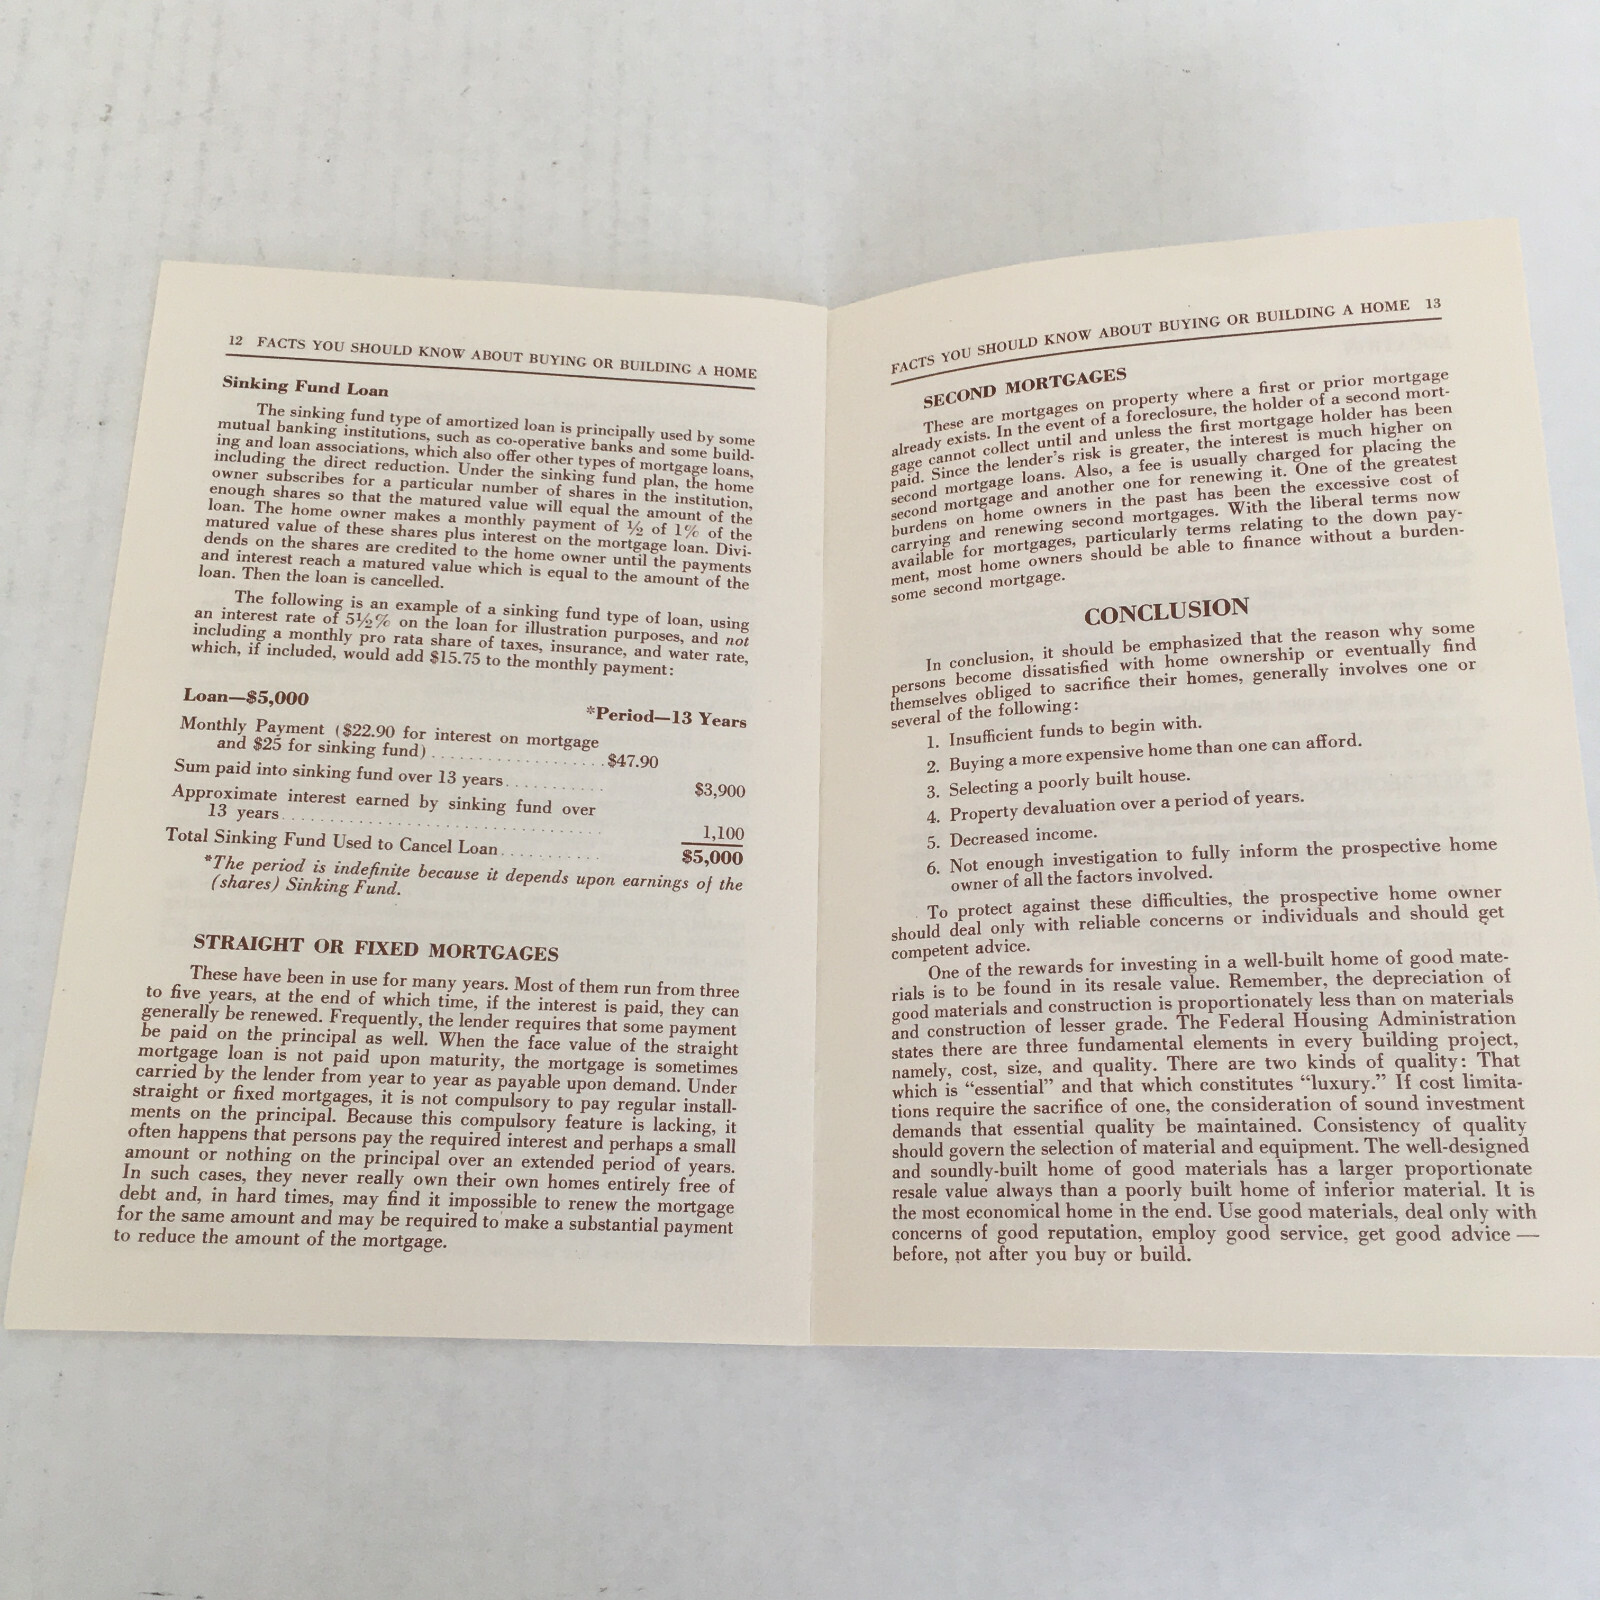 12 FACTS YOU SHOULD KNOW ABOUT BUYING OR BUILDING A HOME
Sinking Fund Loan
The sinking fund type of amortized loan is principally used by some
mutual banking institutions, such as co-operative banks and some build-
ing and loan associations, which also offer other types of mortgage loans,
including the direct reduction. Under the sinking fund plan, the home
owner subscribes for a particular number of shares in the institution,
enough shares so that the matured value will equal the amount of the
loan. The home owner makes a monthly payment of ½ of 1% of the
matured value of these shares plus interest on the mortgage loan. Divi-
dends on the shares are credited to the home owner until the payments
and interest reach a matured value which is equal to the amount of the
loan. Then the loan is cancelled.
The following is an example of a sinking fund type of loan, using
an interest rate of 5½% on the loan for illustration purposes, and not
including a monthly pro rata share of taxes, insurance, and water rate,
which, if included, would add $15.75 to the monthly payment:
Loan—$5,000 *Period—13 Years
Monthly Payment ($22.90 for interest on mortgage
and $25 for sinking fund) . . . . . . . . . . . . . . . . . . . $47.90
Sum paid into sinking fund over 13 years . . . . . . . . . . . $3,900
Approximate interest earned by sinking fund over
13 years . . . . . . . . . . . . . . . . . . . . . . . . . . . . . . . . 1,100
Total Sinking Fund Used to Cancel Loan . . . . . . . . . . . $5,000
*The period is indefinite because it depends upon earnings of the
(shares) Sinking Fund.
STRAIGHT OR FIXED MORTGAGES
These have been in use for many years. Most of them run from three
to five years, at the end of which time, if the interest is paid, they can
generally be renewed. Frequently, the lender requires that some payment
be paid on the principal as well. When the face value of the straight
mortgage loan is not paid upon maturity, the mortgage is sometimes
carried by the lender from year to year as payable upon demand. Under
straight or fixed mortgages, it is not compulsory to pay regular install-
ments on the principal. Because this compulsory feature is lacking, it
often happens that persons pay the required interest and perhaps a small
amount or nothing on the principal over an extended period of years.
In such cases, they never really own their own homes entirely free of
debt and, in hard times, may find it impossible to renew the mortgage
for the same amount and may be required to make a substantial payment
to reduce the amount of the mortgage.
FACTS YOU SHOULD KNOW ABOUT BUYING OR BUILDING A HOME 13
SECOND MORTGAGES
These are mortgages on property where a first or prior mortgage
already exists. In the event of a foreclosure, the holder of a second mort-
gage cannot collect until and unless the first mortgage holder has been
paid. Since the lender's risk is greater, the interest is much higher on
second mortgage loans. Also, a fee is usually charged for placing the
second mortgage and another one for renewing it. One of the greatest
burdens on home owners in the past has been the excessive cost of
carrying and renewing second mortgages. With the liberal terms now
available for mortgages, particularly terms relating to the down pay-
ment, most home owners should be able to finance without a burden-
some second mortgage.
CONCLUSION
In conclusion, it should be emphasized that the reason why some
persons become dissatisfied with home ownership or eventually find
themselves obliged to sacrifice their homes, generally involves one or
several of the following:
1. Insufficient funds to begin with.
2. Buying a more expensive home than one can afford.
3. Selecting a poorly built house.
4. Property devaluation over a period of years.
5. Decreased income.
6. Not enough investigation to fully inform the prospective home
owner of all the factors involved.
To protect against these difficulties, the prospective home owner
should deal only with reliable concerns or individuals and should get
competent advice.
One of the rewards for investing in a well-built home of good mate-
rials is to be found in its resale value. Remember, the depreciation of
good materials and construction is proportionately less than on materials
and construction of lesser grade. The Federal Housing Administration
states there are three fundamental elements in every building project,
namely, cost, size, and quality. There are two kinds of quality: That
which is "essential" and that which constitutes "luxury." If cost limita-
tions require the sacrifice of one, the consideration of sound investment
demands that essential quality be maintained. Consistency of quality
should govern the selection of material and equipment. The well-designed
and soundly-built home of good materials has a larger proportionate
resale value always than a poorly built home of inferior material. It is
the most economical home in the end. Use good materials, deal only with
concerns of good reputation, employ good service, get good advice —
before, not after you buy or build.